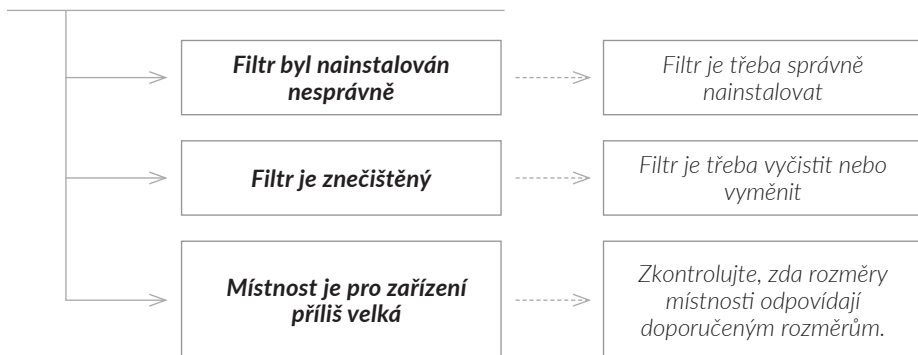 Filtr byl nainstalován
nesprávně
Filtr je třeba správně
nainstalovat
Filtr je znečištěný
Filtr je třeba vyčistit nebo
vyměnit
Místnost je pro zařízení
příliš velká
Zkontrolujte, zda rozměry
místnosti odpovídají
doporučeným rozměrům.